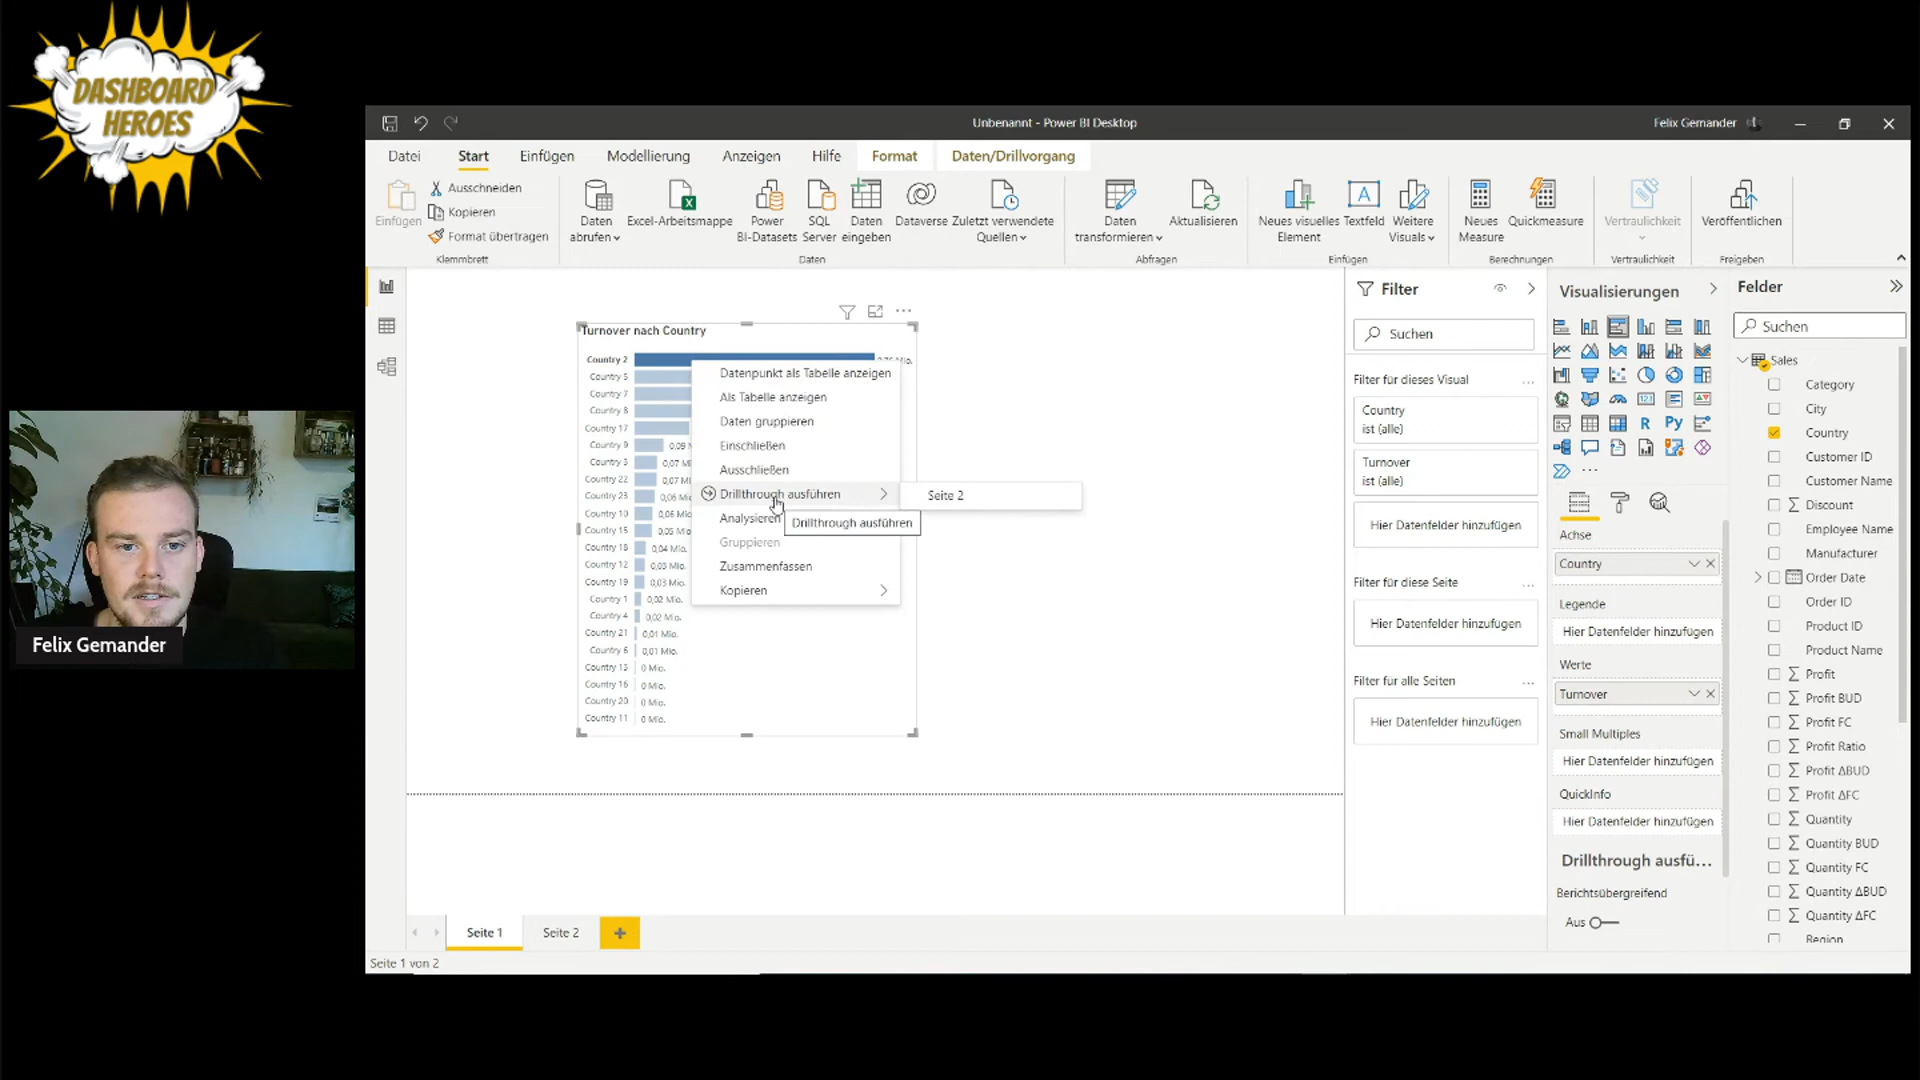 DASHBOARD
HEROES
Unbenannt - Power BI Desktop
Felix Gemander
Datei
Start
Einfügen
Modellierung
Anzeigen
Hilfe
Format
Daten/Drillvorgang
Einfügen
Ausschneiden
Kopieren
Format übertragen
Klemmbrett
Daten
abrufen
Excel-Arbeitsmappe
Power
BI-Datasets
SQL
Server
Daten
eingeben
Dataverse
Zuletzt verwendete
Quellen
Daten
Daten
transformieren
Aktualisieren
Abfragen
Neues visuelles
Element
Textfeld
Weitere
Visuals
Einfügen
Neues
Measure
Quickmeasure
Berechnungen
Vertraulichkeit
Vertraulichkeit
Veröffentlichen
Freigeben
Turnover nach Country
Country 2
Country 5
Country 7
Country 8
Country 17
Country 9 0,09 M
Country 3 0,07 Mi
Country 22 0,07 Mi
Country 23 0,06 Mi
Country 10 0,06 Mio
Country 15 0,05 Mi
Country 18 0,04 Mio.
Country 12 0,03 Mio.
Country 19 0,03 Mio.
Country 1 0,02 Mio.
Country 4 0,02 Mio.
Country 21 0,01 Mio.
Country 6 0,01 Mio.
Country 13 0 Mio.
Country 16 0 Mio.
Country 20 0 Mio.
Country 11 0 Mio.
Datenpunkt als Tabelle anzeigen
Als Tabelle anzeigen
Daten gruppieren
Einschließen
Ausschließen
Drillthrough ausführen
Seite 2
Analysieren
Drillthrough ausführen
Gruppieren
Zusammenfassen
Kopieren
Filter
Suchen
Filter für dieses Visual
Country
ist (alle)
Turnover
ist (alle)
Hier Datenfelder hinzufügen
Filter für diese Seite
Hier Datenfelder hinzufügen
Filter für alle Seiten
Hier Datenfelder hinzufügen
Visualisierungen
R
Py
123
Achse
Country
Legende
Hier Datenfelder hinzufügen
Werte
Turnover
Small Multiples
Hier Datenfelder hinzufügen
QuickInfo
Hier Datenfelder hinzufügen
Drillthrough ausfü...
Berichtsübergreifend
Aus
Felder
Suchen
Sales
Category
City
Country
Customer ID
Customer Name
Discount
Employee Name
Manufacturer
Order Date
Order ID
Product ID
Product Name
Profit
Profit BUD
Profit FC
Profit Ratio
Profit ΔBUD
Profit ΔFC
Quantity
Quantity BUD
Quantity FC
Quantity ΔBUD
Quantity ΔFC
Region
Felix Gemander
Seite 1
Seite 2
Seite 1 von 2